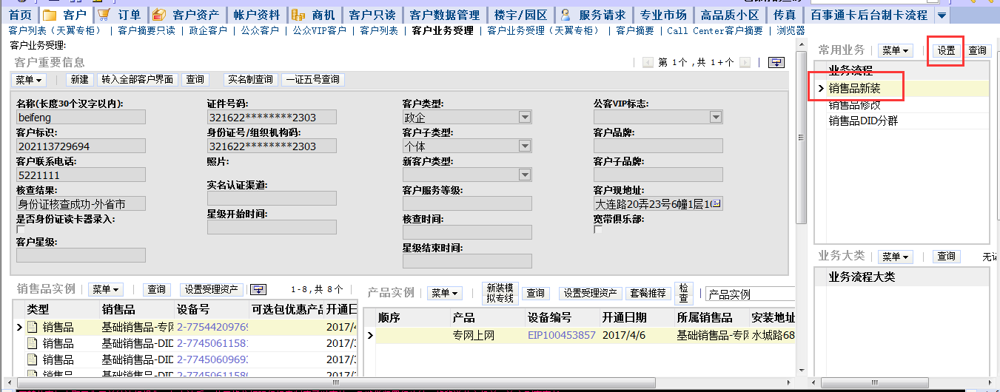 首页 客户 订单 客户资产 帐户资料 商机 客户只读 客户数据管理 楼宇/园区 服务请求 专业市场 高品质小区 传真 百事通卡后台制卡流程
客户列表（天翼专柜） | 客户摘要只读 | 政企客户 | 公众客户 | 公众VIP客户 | 客户列表 | 客户业务受理 | 客户业务受理（天翼专柜） | 客户摘要 | Call Center客户摘要 | 浏览器
客户业务受理:
客户重要信息
第 1个 ,共 1+个
菜单 新建 转入全部客户界面 查询 实名制查询 一证五号查询
名称(长度30个汉字以内): 证件号码: 客户类型: 公客VIP标志:
beifeng 321622********2303 政企
客户标识: 身份证号/组织机构码: 客户子类型: 客户品牌:
202113729694 321622********2303 个体
客户联系电话: 照片: 新客户类型: 客户子品牌:
5221111
核查结果: 实名认证渠道: 客户服务等级: 客户现地址:
身份证核查成功-外省市 大连路20弄23号6幢1层1
是否身份证读卡器录入: 星级开始时间: 核查时间: 宽带俱乐部:
客户星级: 星级结束时间:
常用业务 菜单 设置 查询
业务流程
销售品新装
销售品修改
销售品DID分群
业务大类 菜单 查询
业务流程大类
销售品实例 菜单 查询 设置受理资产 1-8,共 8个
类型 销售品 设备号 可选包优惠产品 开通日
销售品 基础销售品-专网 2-7754420976 2017/4
销售品 基础销售品-DID 2-7745061158 2017/
销售品 基础销售品-DID 2-7745060969 2017/
销售品 基础销售品-DID 2-7745061158 2017/
产品实例 菜单 新装模拟专线 查询 设置受理资产 套餐推荐 检查 产品实例
顺序 产品 设备编号 开通日期 所属销售品 安装地址
专网上网 EIP100453857 2017/4/6 基础销售品-专网 水城路68